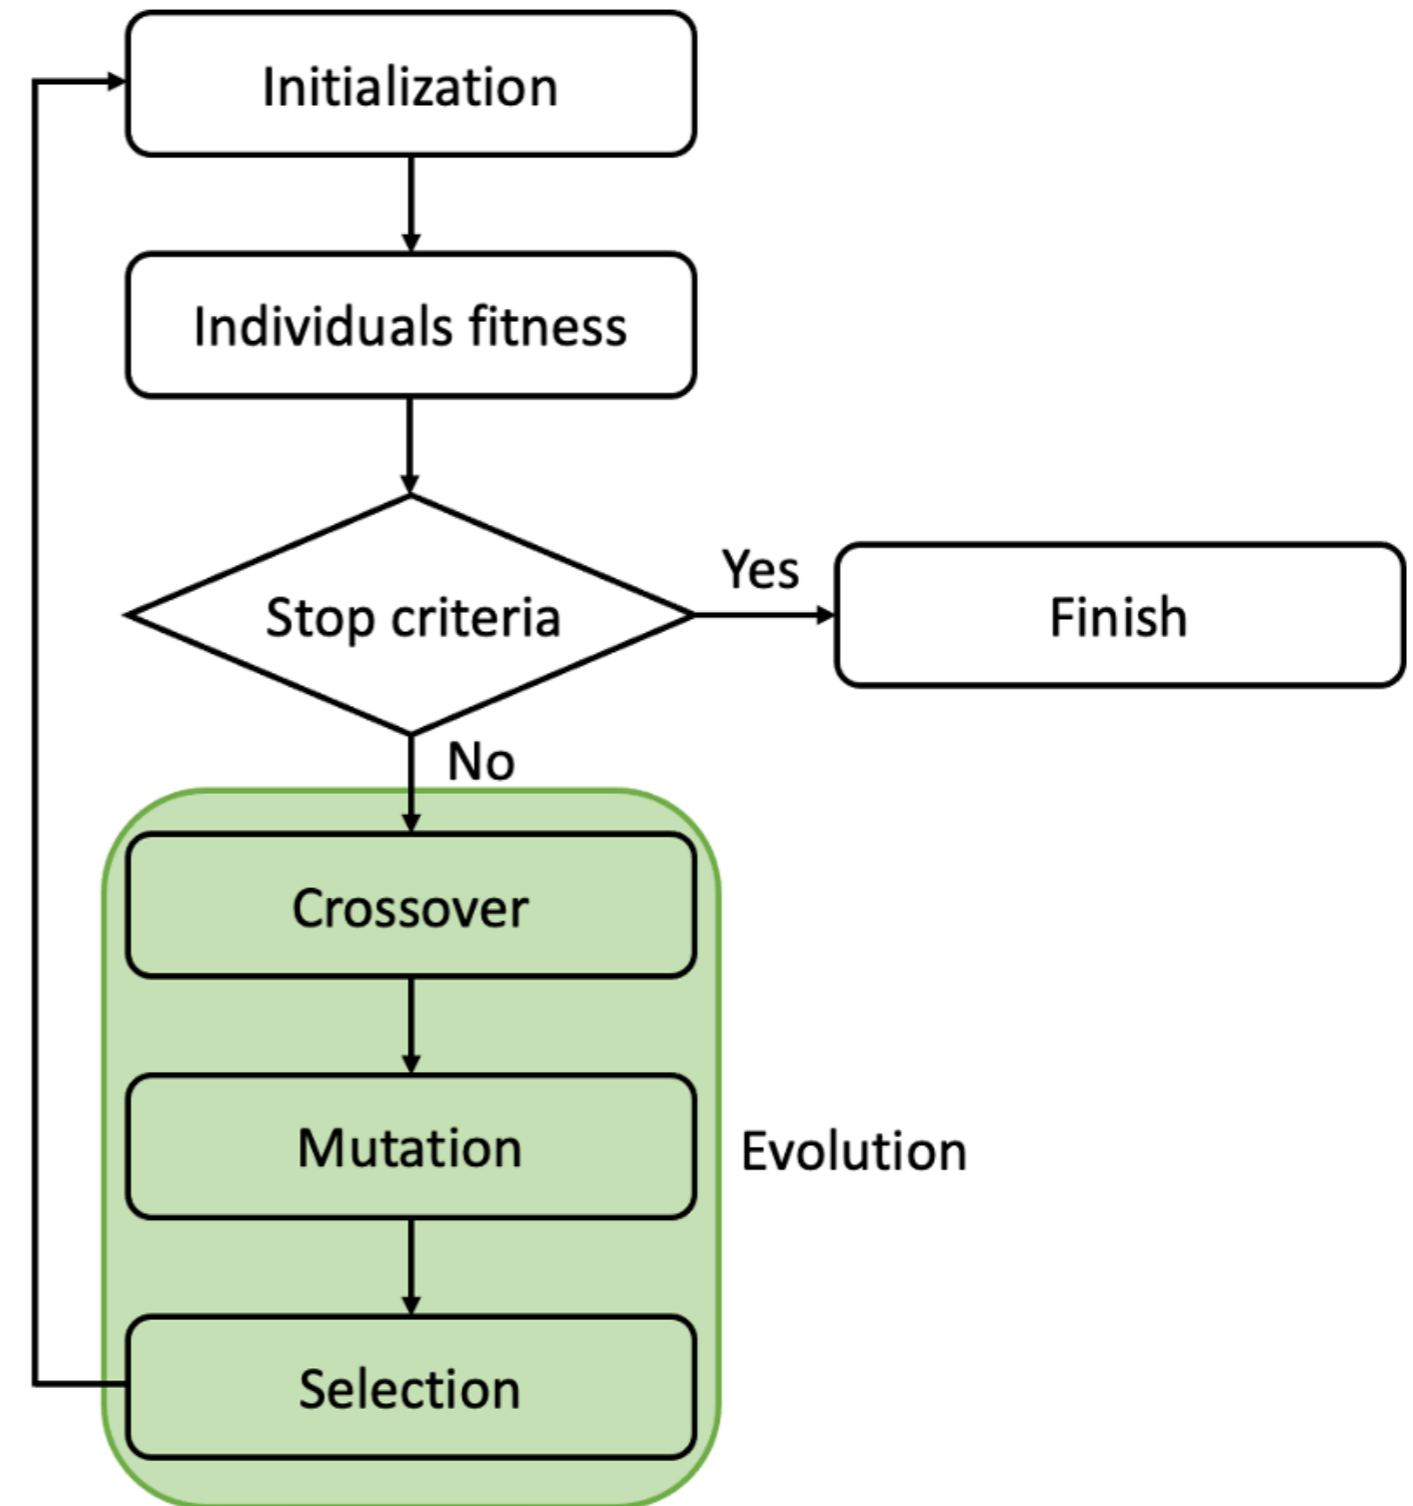 Initialization
Individuals fitness
Stop criteria
Yes
Finish
No
Crossover
Mutation
Evolution
Selection